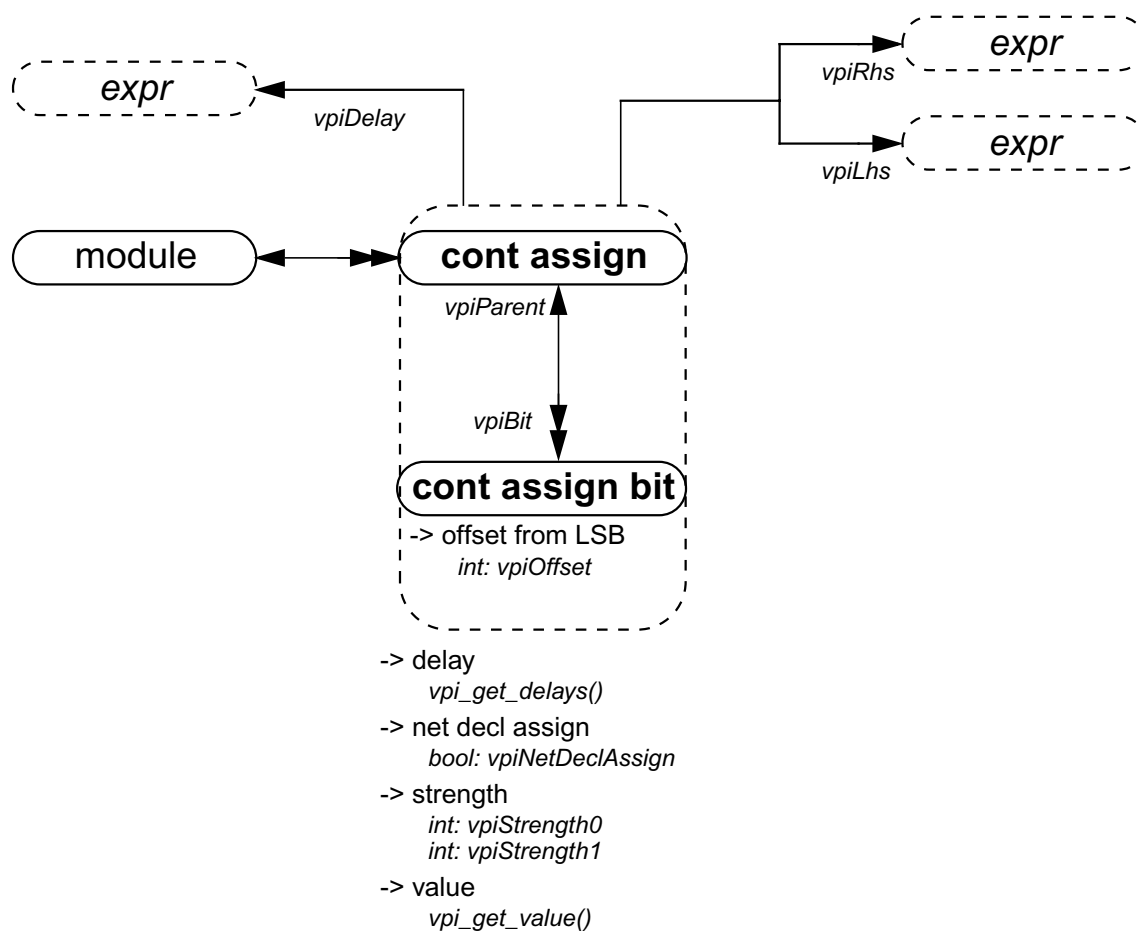 expr
vpiRhs
expr
vpiDelay
expr
vpiLhs
module
cont assign
vpiParent
vpiBit
cont assign bit
-> offset from LSB
int: vpiOffset
-> delay
vpi_get_delays()
-> net decl assign
bool: vpiNetDeclAssign
-> strength
int: vpiStrength0
int: vpiStrength1
-> value
vpi_get_value()